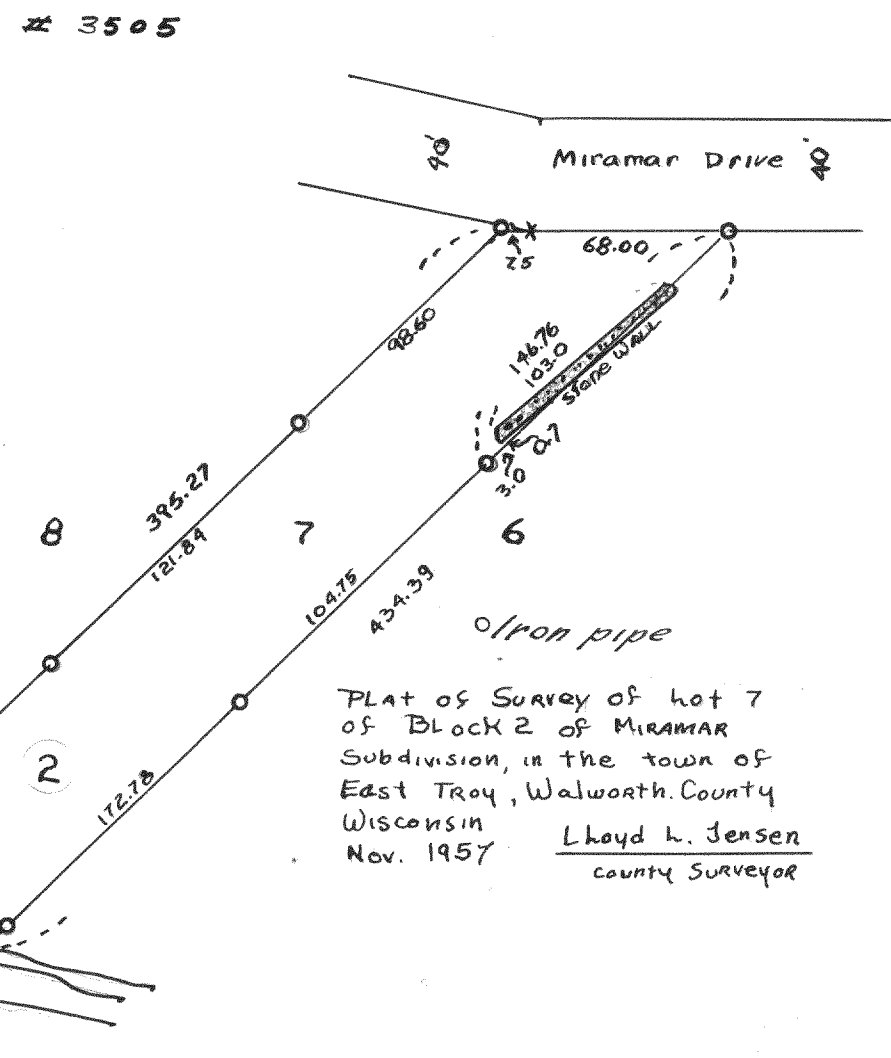 # 3505
40'
Miramar Drive
40'
7.5
68.00
98.60
146.76
103.0
Stone WALL
0.7
3.0
395.27
121.84
8
7
6
104.75
434.39
Iron pipe
PLAt of SURVey of Lot 7
of BLock 2 of MIRAMAR
Subdivision, in the town of
East TRoy, Walworth County
Wisconsin
Nov. 1957
2
172.78
Lloyd L. Jensen
County SURVeyoR